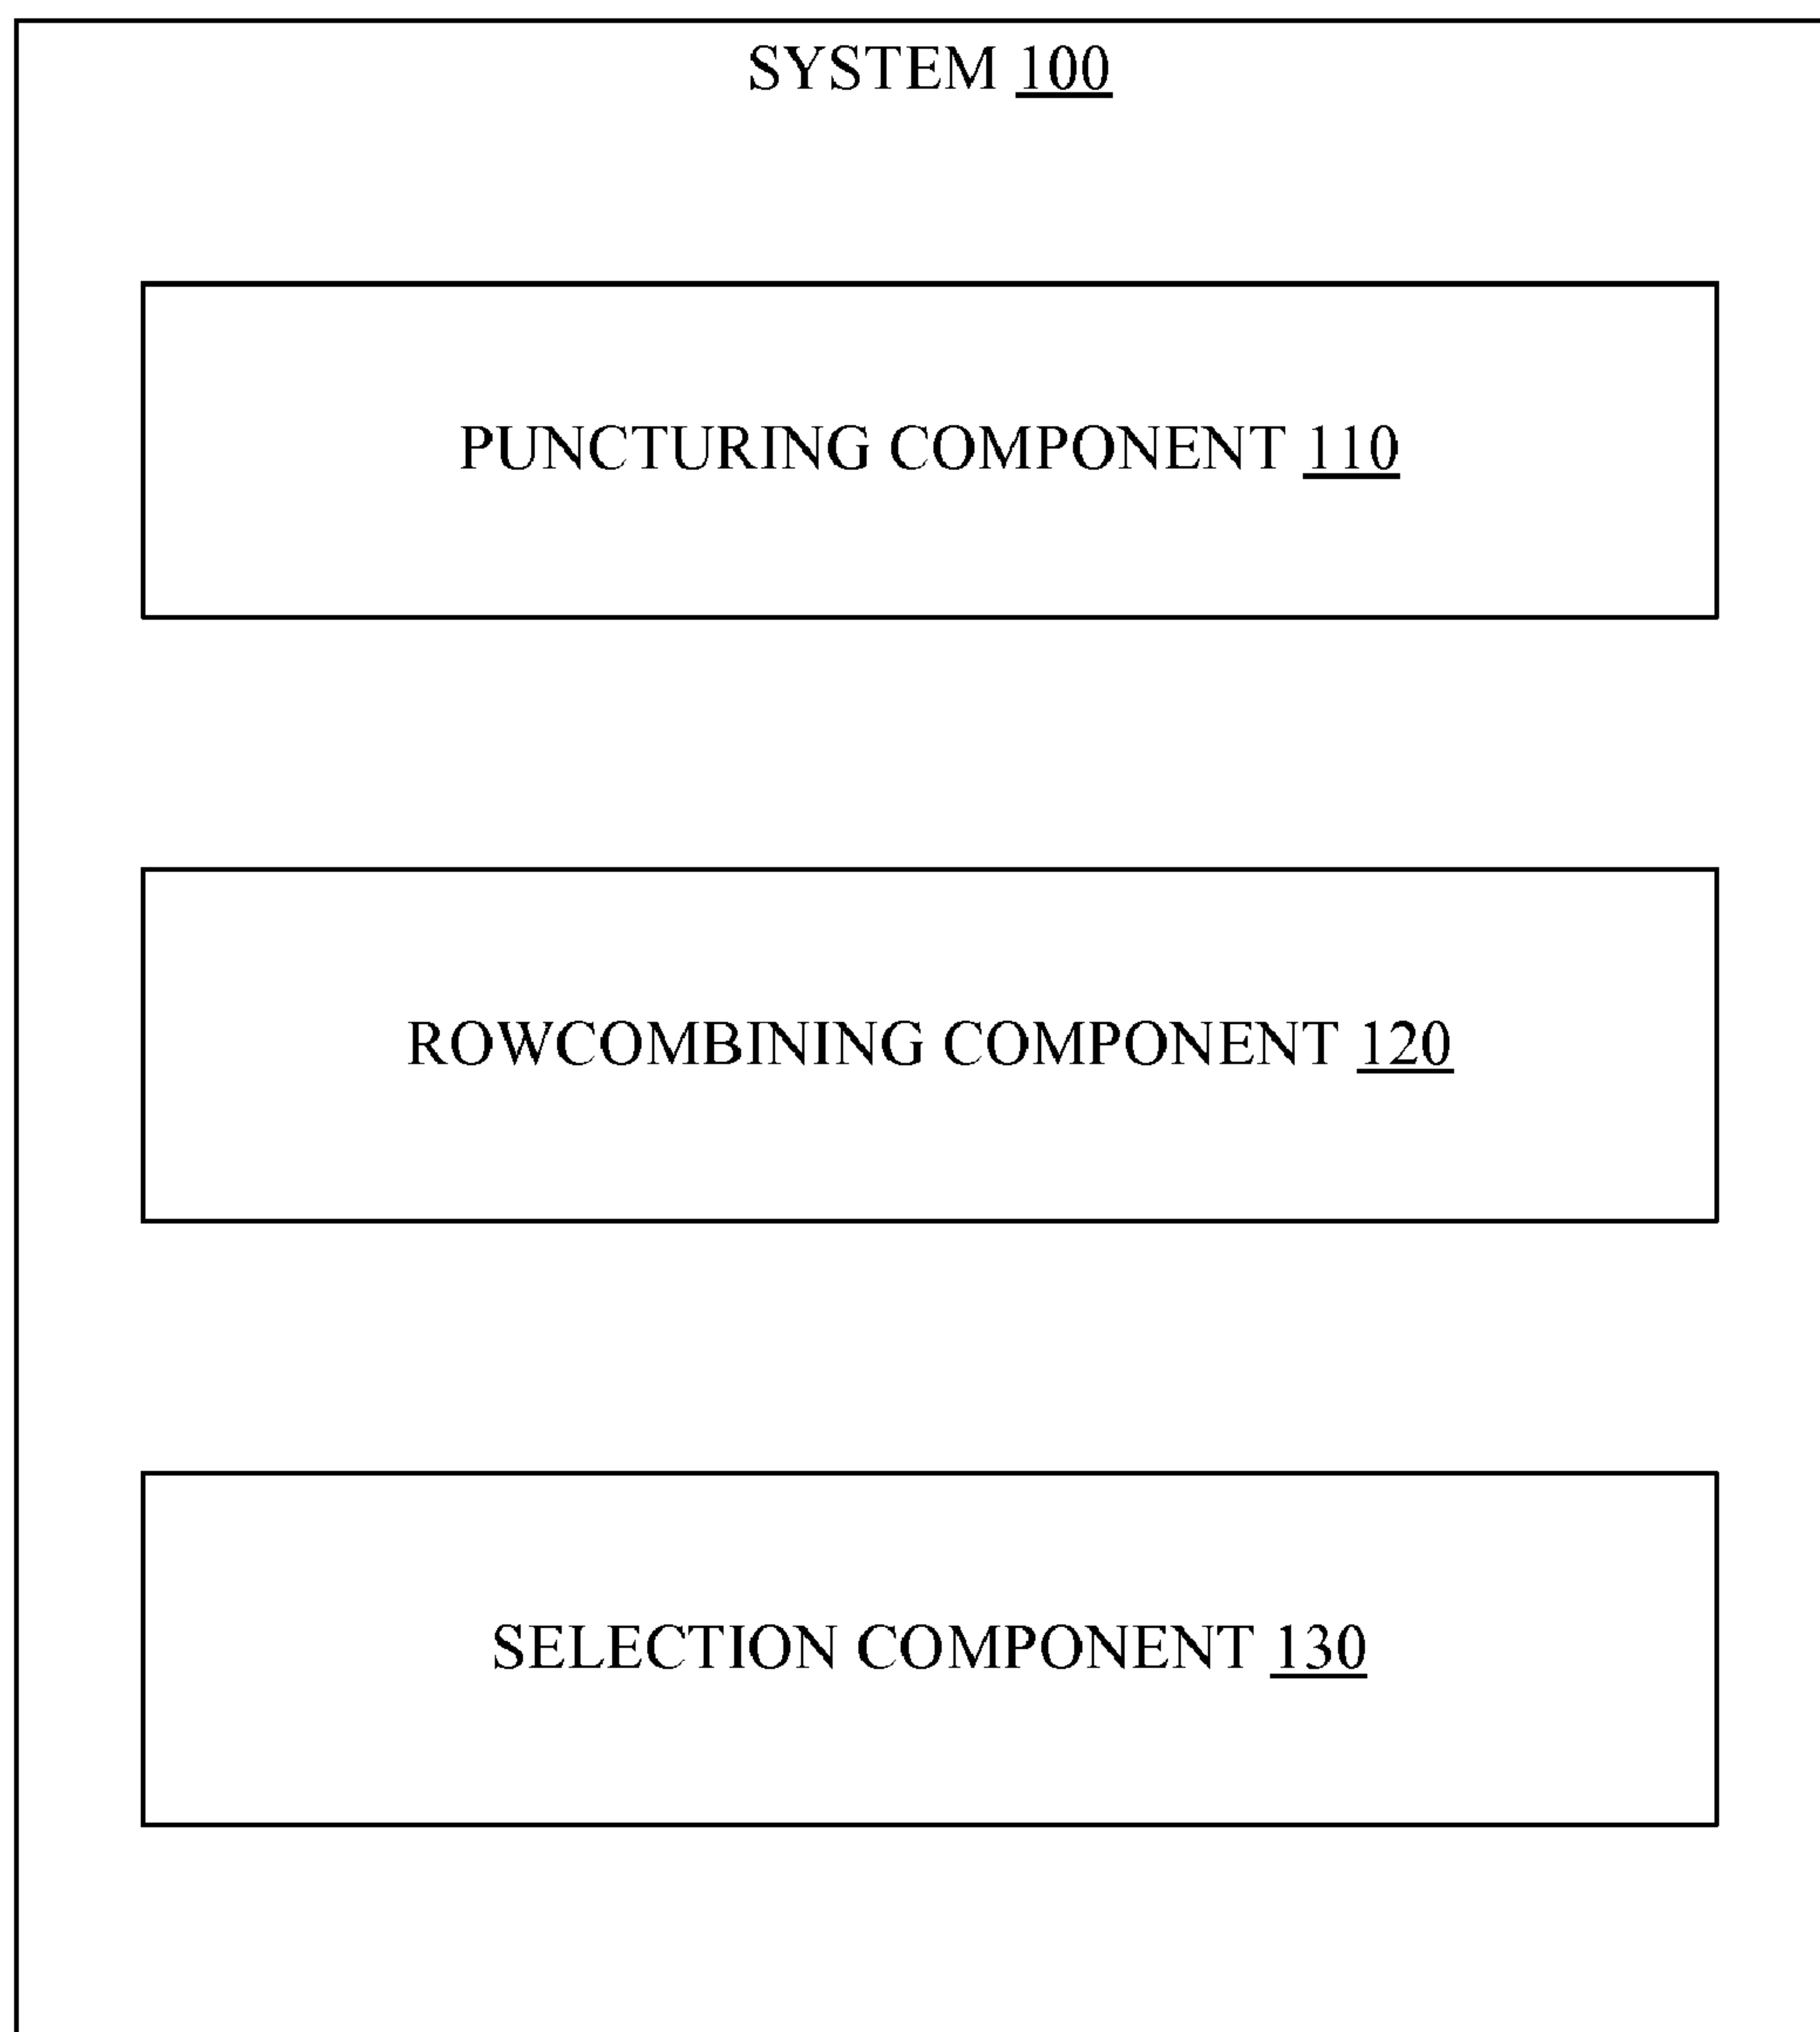 SYSTEM 100
PUNCTURING COMPONENT 110
ROWCOMBINING COMPONENT 120
SELECTION COMPONENT 130